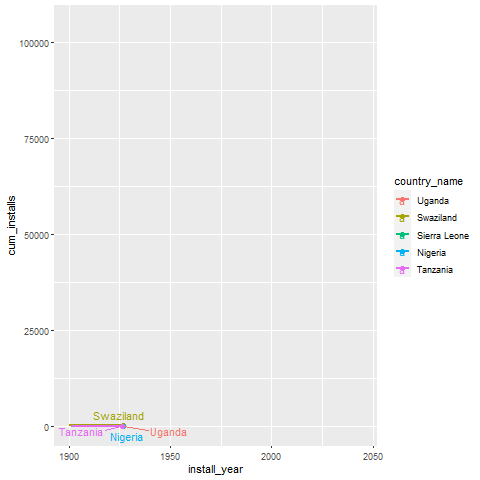 100000
75000
50000
25000
0
cum_installs
Swaziland
Tanzania
Uganda
Nigeria
1900
1950
2000
2050
install_year
country_name
Uganda
Swaziland
Sierra Leone
Nigeria
Tanzania